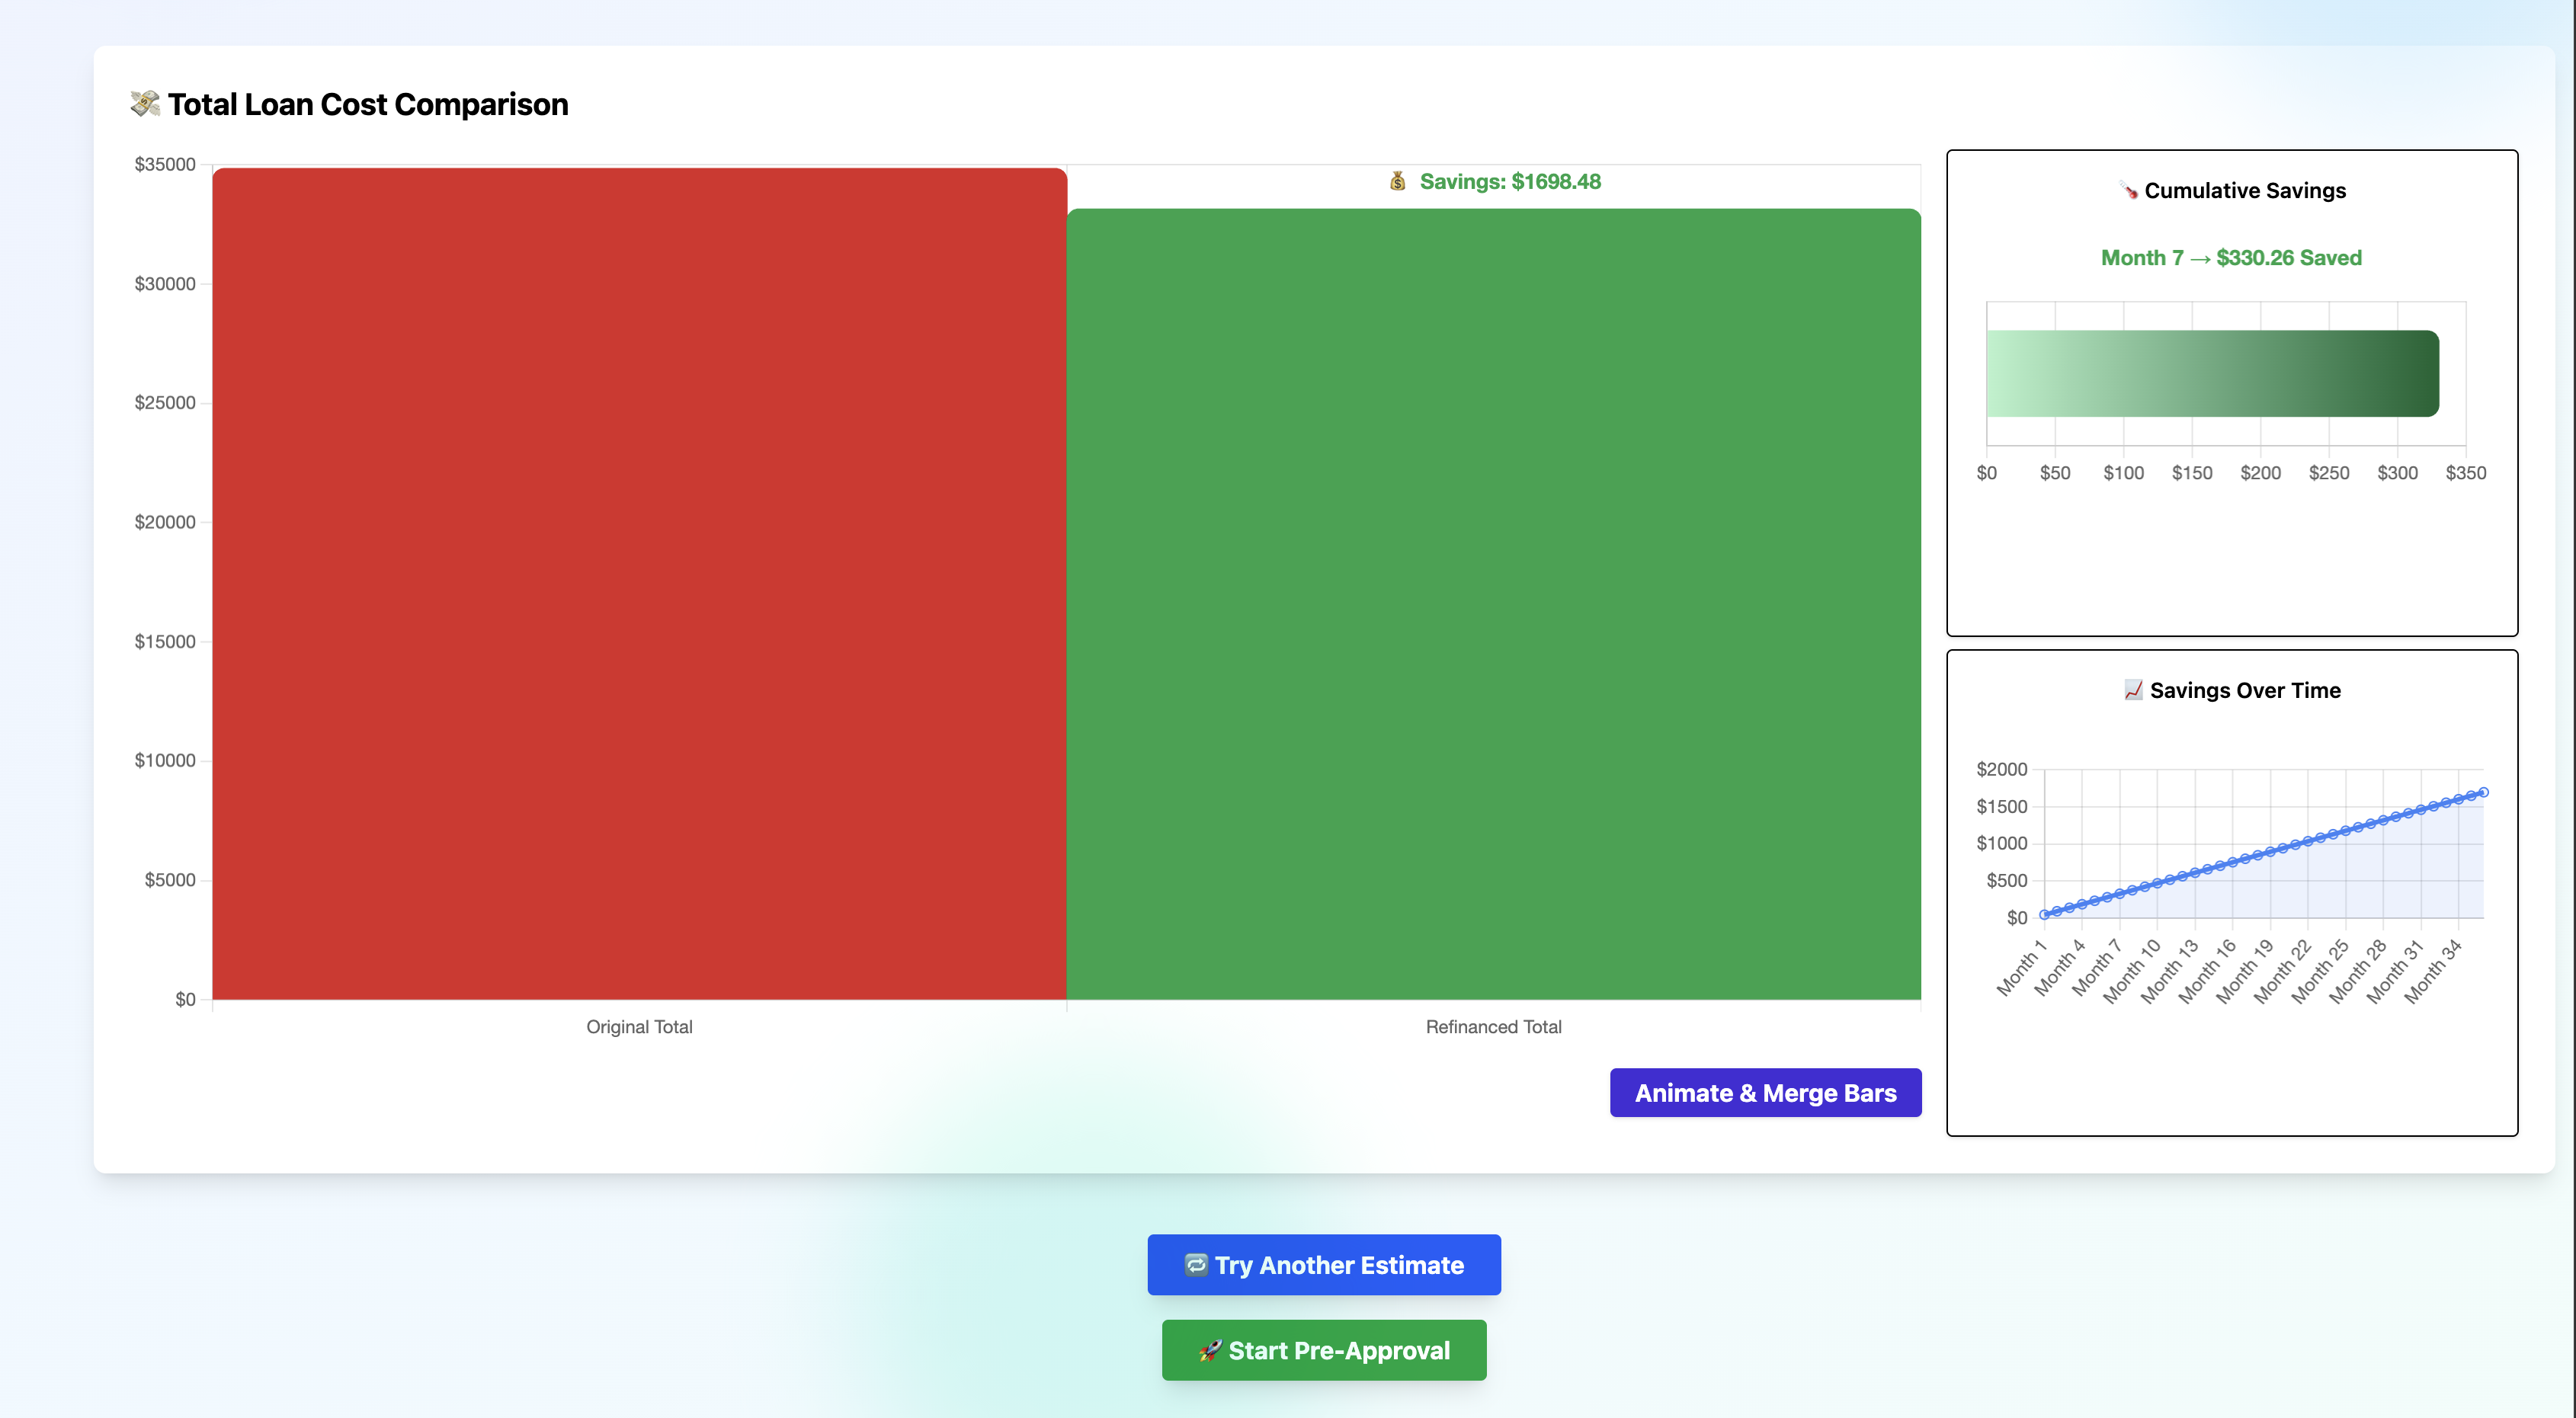 💸 Total Loan Cost Comparison
$35000
$30000
$25000
$20000
$15000
$10000
$5000
$0
💰 Savings: $1698.48
Original Total
Refinanced Total
Animate & Merge Bars
🌡️ Cumulative Savings
Month 7 → $330.26 Saved
$0 $50 $100 $150 $200 $250 $300 $350
📈 Savings Over Time
$2000
$1500
$1000
$500
$0
Month 1
Month 4
Month 7
Month 10
Month 13
Month 16
Month 19
Month 22
Month 25
Month 28
Month 31
Month 34
🔁 Try Another Estimate
🚀 Start Pre-Approval